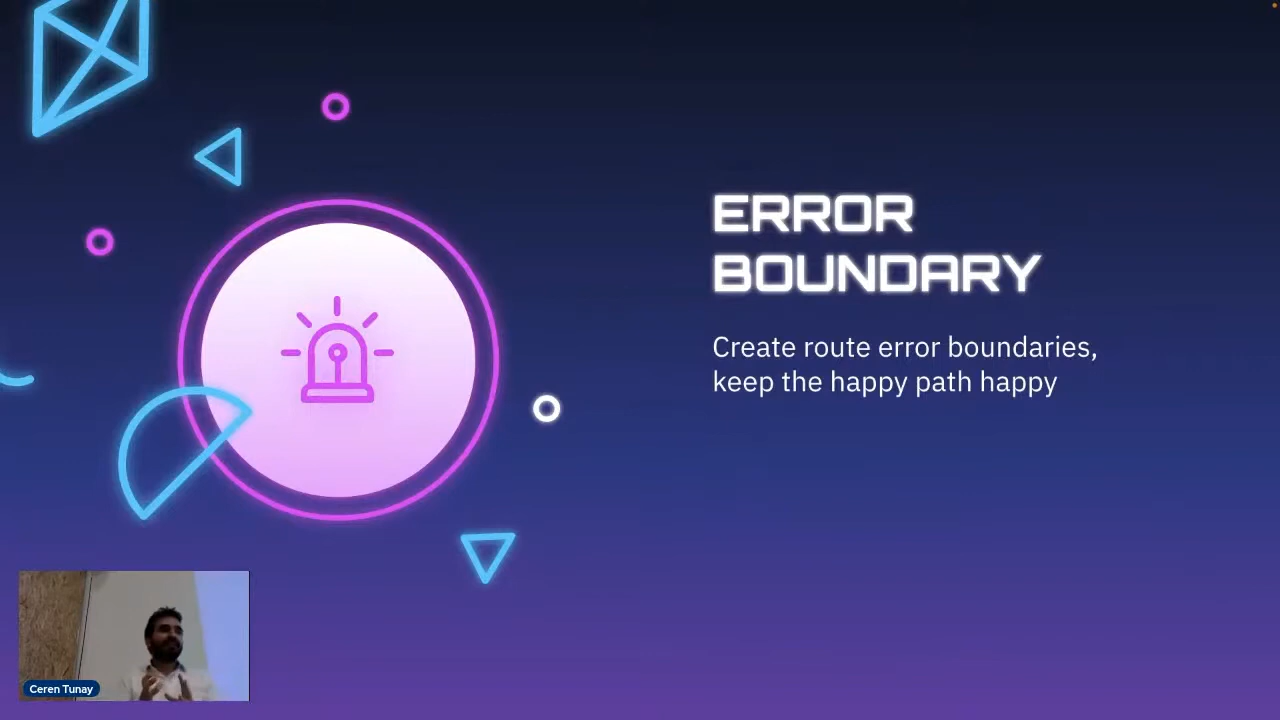 ERROR
BOUNDARY
Create route error boundaries,
keep the happy path happy
Ceren Tunay